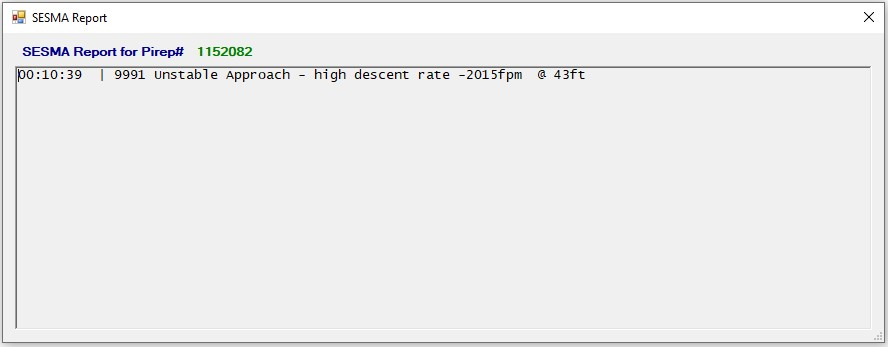 SESMA Report
SESMA Report for Pirep# 1152082
00:10:39 | 9991 Unstable Approach - high descent rate -2015fpm @ 43ft